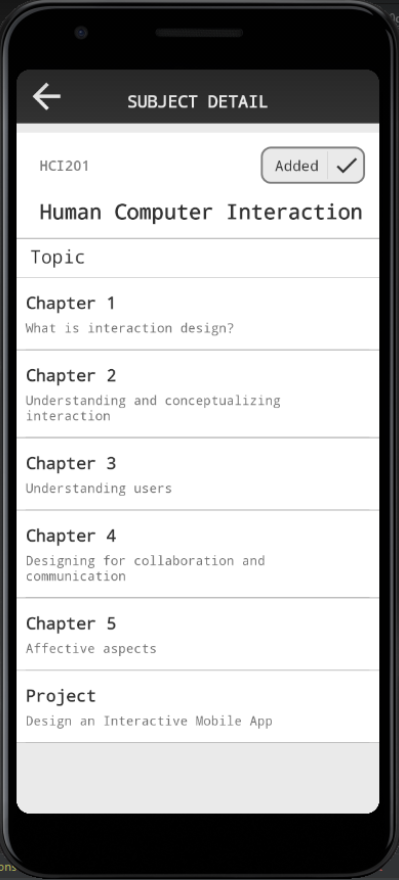 SUBJECT DETAIL
HCI201
Added
Human Computer Interaction
Topic
Chapter 1
What is interaction design?
Chapter 2
Understanding and conceptualizing
interaction
Chapter 3
Understanding users
Chapter 4
Designing for collaboration and
communication
Chapter 5
Affective aspects
Project
Design an Interactive Mobile App